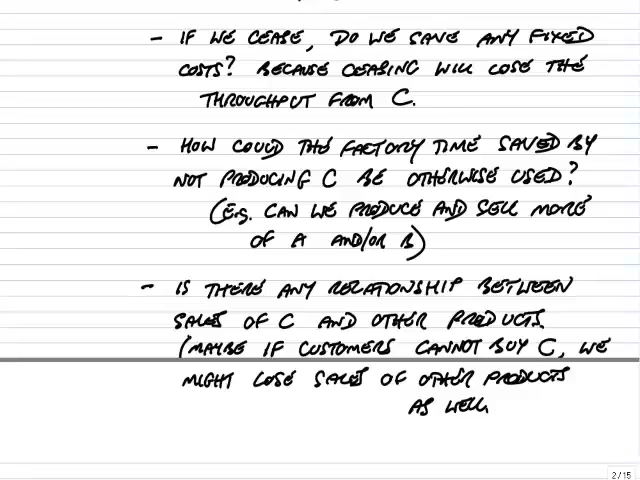 - IF WE CEASE, DO WE SAVE ANY FIXED
COSTS? BECAUSE CEASING WILL LOSE THE
THROUGHPUT FROM C.
- HOW COULD THE FACTORY TIME SAVED BY
NOT PRODUCING C BE OTHERWISE USED?
(E.G. CAN WE PRODUCE AND SELL MORE
OF A AND/OR B)
- IS THERE ANY RELATIONSHIP BETWEEN
SALES OF C AND OTHER PRODUCTS.
(MAYBE IF CUSTOMERS CANNOT BUY C, WE
MIGHT LOSE SALES OF OTHER PRODUCTS
AS WELL
2/15